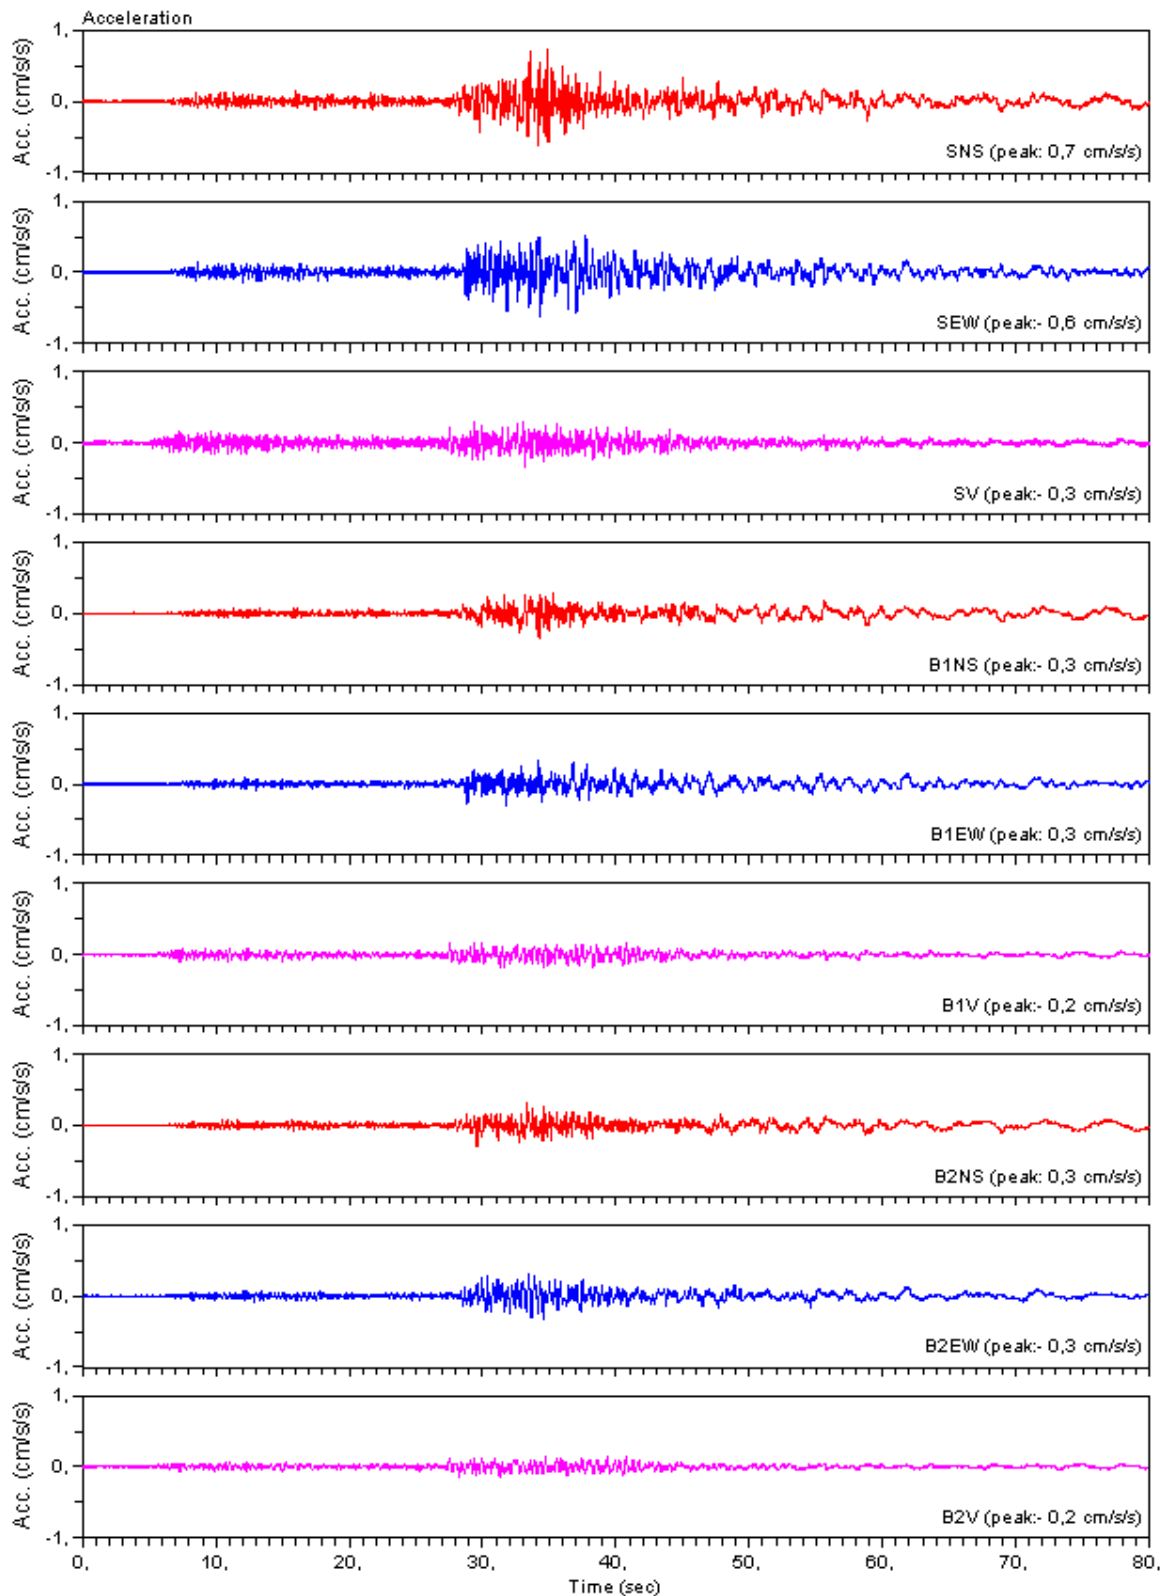 Acceleration
1,
0,
-1,
Acc. (cm/s/s)
SNS (peak: 0,7 cm/s/s)
1,
0,
-1,
Acc. (cm/s/s)
SEW (peak:- 0,6 cm/s/s)
1,
0,
-1,
Acc. (cm/s/s)
SV (peak:- 0,3 cm/s/s)
1,
0,
-1,
Acc. (cm/s/s)
B1NS (peak:- 0,3 cm/s/s)
1,
0,
-1,
Acc. (cm/s/s)
B1EW (peak: 0,3 cm/s/s)
1,
0,
-1,
Acc. (cm/s/s)
B1V (peak:- 0,2 cm/s/s)
1,
0,
-1,
Acc. (cm/s/s)
B2NS (peak: 0,3 cm/s/s)
1,
0,
-1,
Acc. (cm/s/s)
B2EW (peak:- 0,3 cm/s/s)
1,
0,
-1,
Acc. (cm/s/s)
B2V (peak:- 0,2 cm/s/s)
0, 10, 20, 30, 40, 50, 60, 70, 80,
Time (sec)